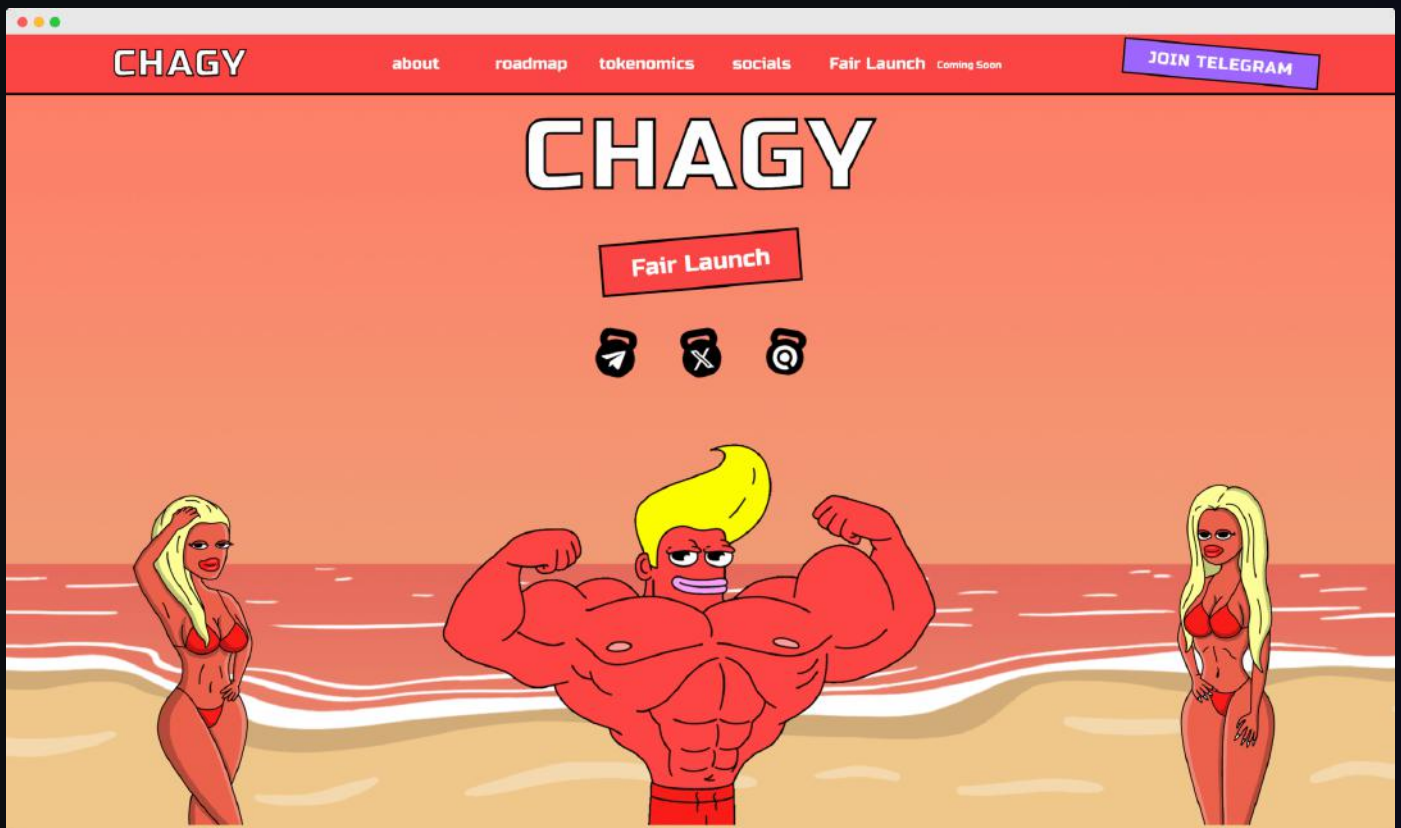 CHAGY
about
roadmap
tokenomics
socials
Fair Launch Coming Soon
JOIN TELEGRAM
CHAGY
Fair Launch